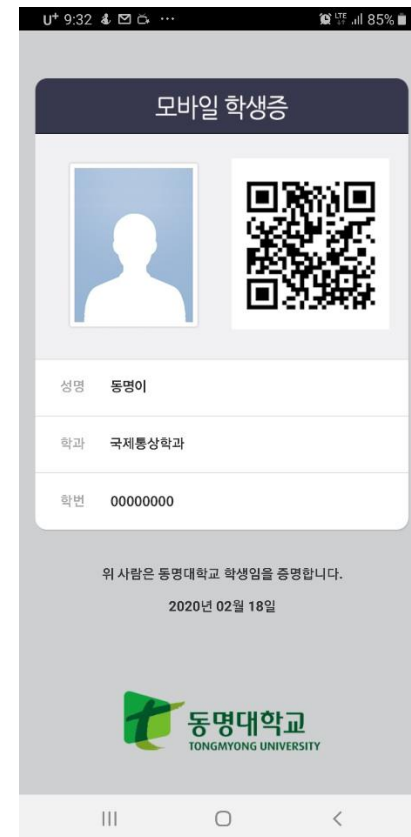 U+ 9:32 ... LTE 85%
모바일 학생증
성명 동명이
학과 국제통상학과
학번 00000000
위 사람은 동명대학교 학생임을 증명합니다.
2020년 02월 18일
동명대학교
TONGMYONG UNIVERSITY